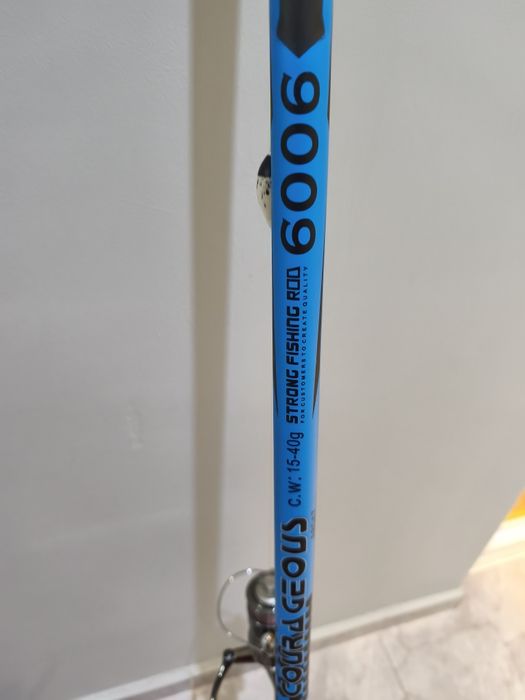 COURAGEOUS
C.W: 15-40g
STRONG FISHING ROD
FOR CUSTOMERS TO CREATE QUALITY
6006